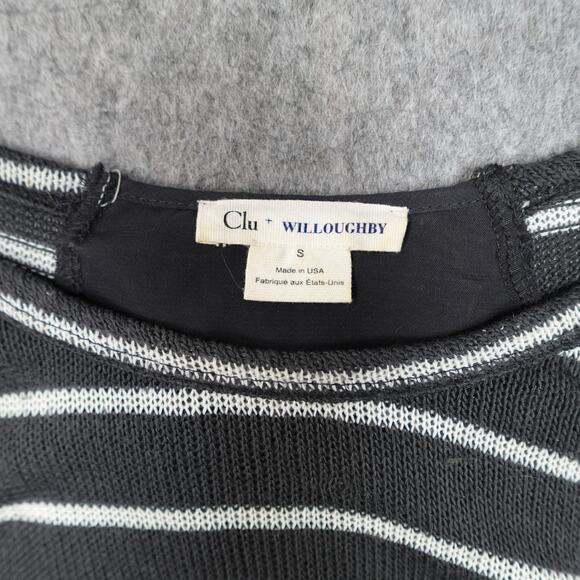 Clu + WILLOUGHBY
S
Made in USA
Fabriqué aux États-Unis